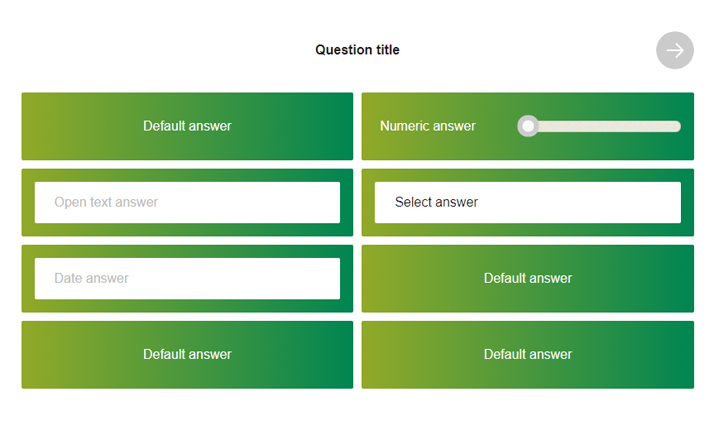 Question title
Default answer
Numeric answer
Open text answer
Select answer
Date answer
Default answer
Default answer
Default answer